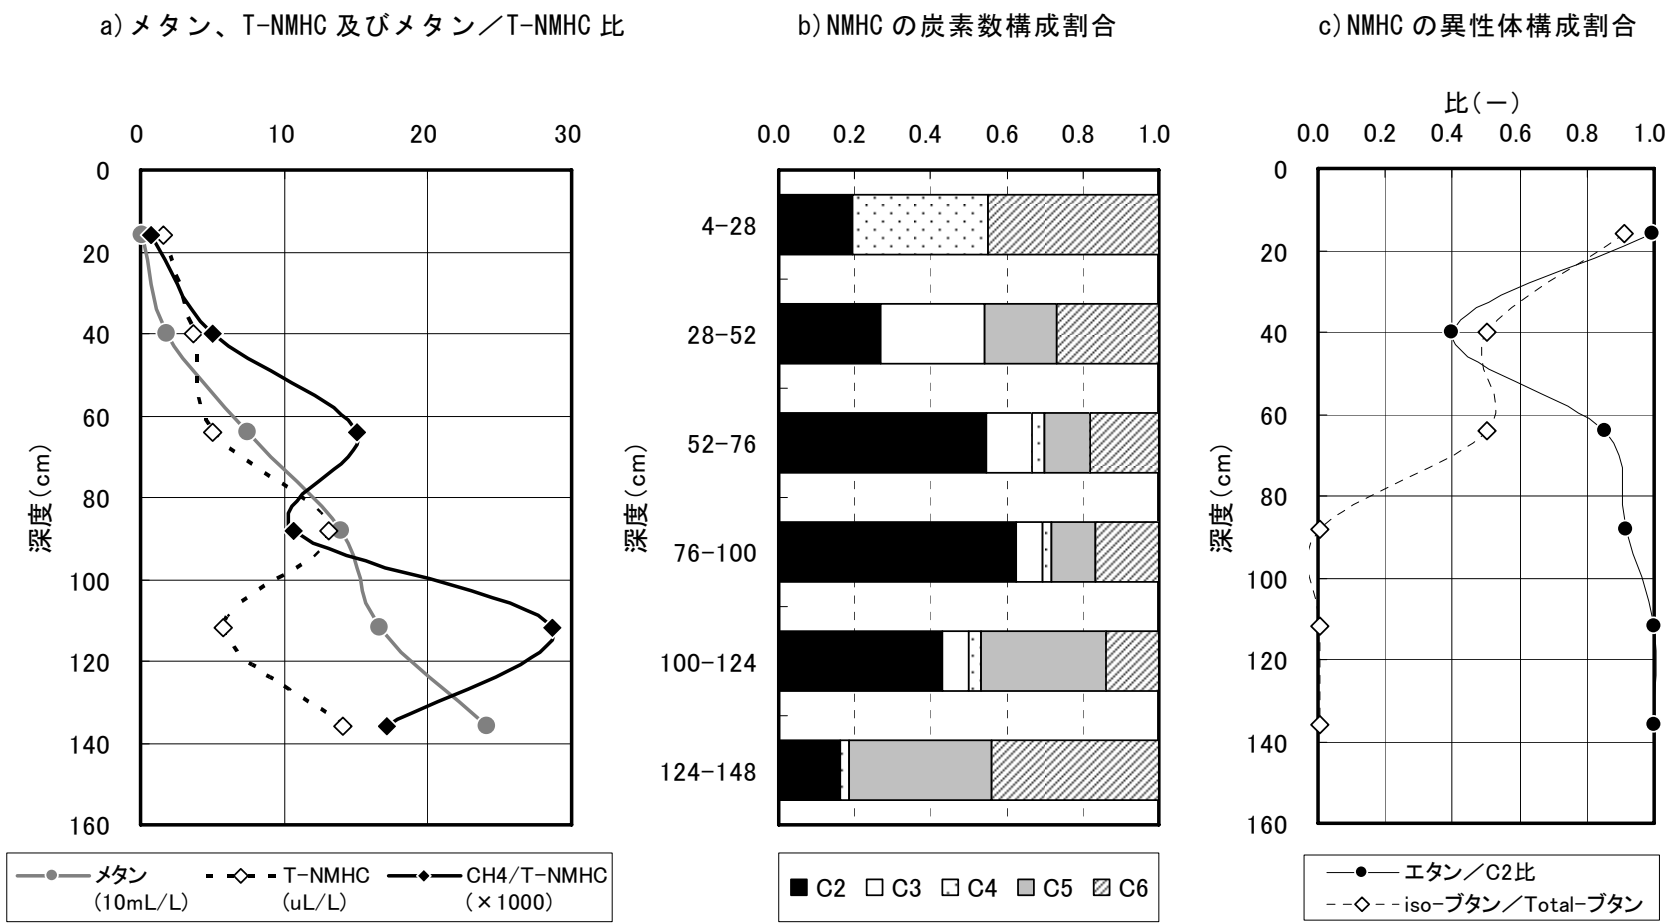 a)メタン、T-NMHC 及びメタン／T-NMHC 比
b)NMHC の炭素数構成割合
c)NMHC の異性体構成割合
0 10 20 30
0
20
40
60
80
100
120
140
160
深度(cm)
メタン
(10mL/L)
T-NMHC
(uL/L)
CH4/T-NMHC
(×1000)
0.0 0.2 0.4 0.6 0.8 1.0
4-28
28-52
52-76
76-100
100-124
124-148
深度(cm)
C2 C3 C4 C5 C6
比(－)
0.0 0.2 0.4 0.6 0.8 1.0
0
20
40
60
80
100
120
140
160
深度(cm)
エタン／C2比
iso-ブタン／Total-ブタン